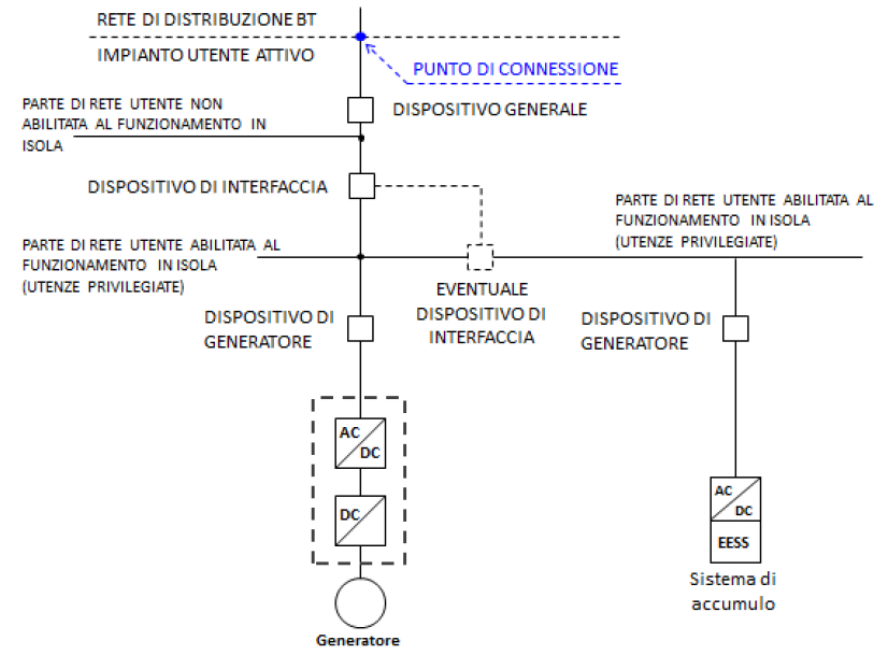 RETE DI DISTRIBUZIONE BT
IMPIANTO UTENTE ATTIVO
PUNTO DI CONNESSIONE
PARTE DI RETE UTENTE NON
ABILITATA AL FUNZIONAMENTO IN
ISOLA
DISPOSITIVO GENERALE
DISPOSITIVO DI INTERFACCIA
PARTE DI RETE UTENTE ABILITATA AL
FUNZIONAMENTO IN ISOLA
(UTENZE PRIVILEGIATE)
PARTE DI RETE UTENTE ABILITATA AL
FUNZIONAMENTO IN ISOLA
(UTENZE PRIVILEGIATE)
EVENTUALE
DISPOSITIVO DI
INTERFACCIA
DISPOSITIVO DI
GENERATORE
DISPOSITIVO DI
GENERATORE
AC
DC
DC
Generatore
AC
DC
EESS
Sistema di
accumulo